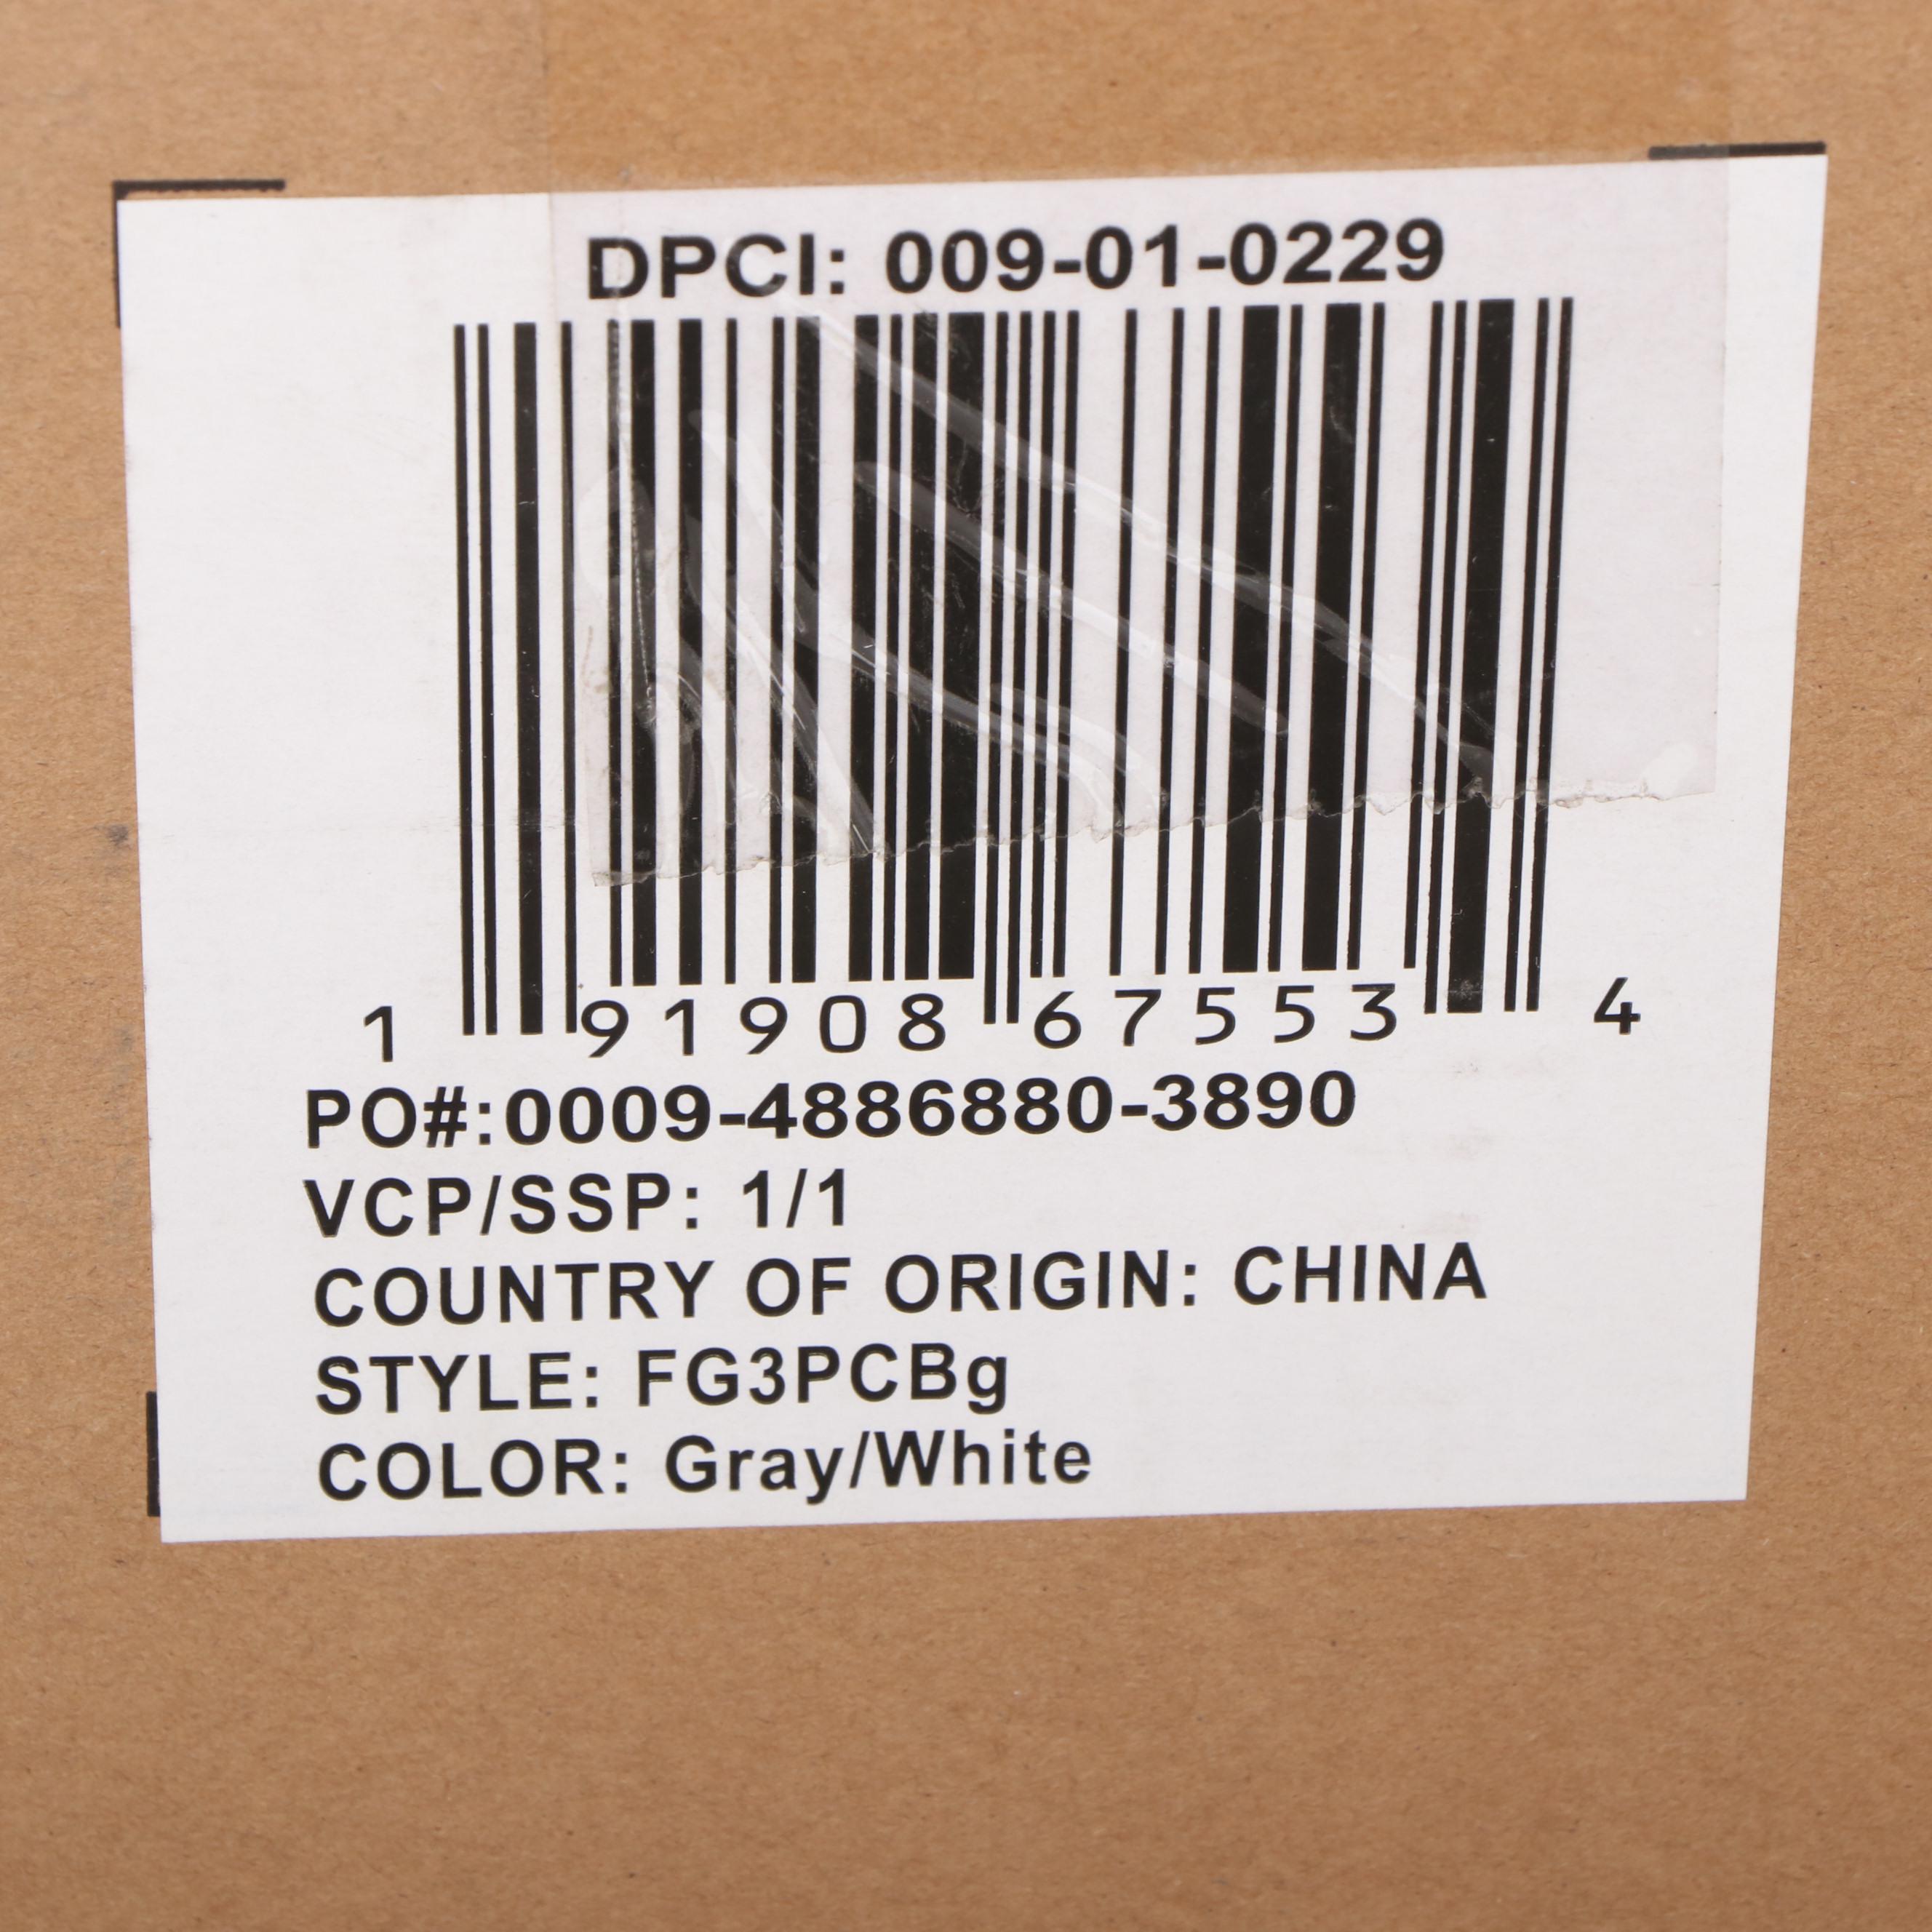 DPCI: 009-01-0229
1 91908 67553 4
PO#:0009-4886880-3890
VCP/SSP: 1/1
COUNTRY OF ORIGIN: CHINA
STYLE: FG3PCBg
COLOR: Gray/White